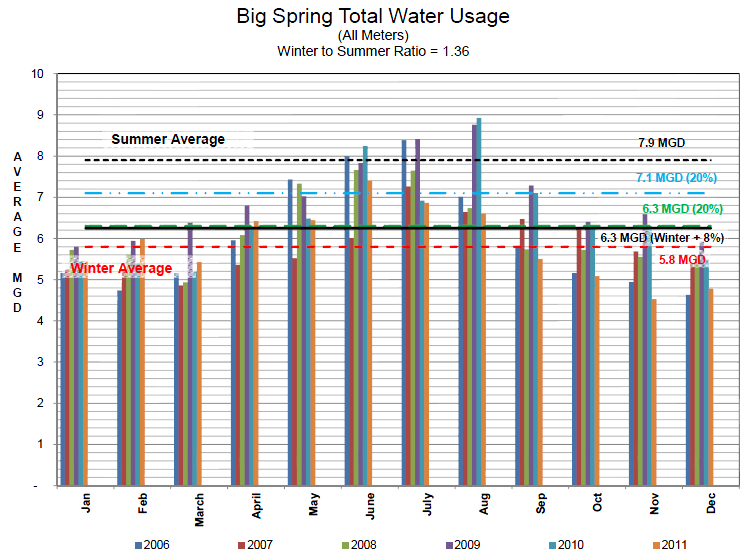 Big Spring Total Water Usage
(All Meters)
Winter to Summer Ratio = 1.36
AVERAGE MGD
10
9
8
7
6
5
4
3
2
1
-
Summer Average
7.9 MGD
7.1 MGD (20%)
6.3 MGD (20%)
6.3 MGD (Winter + 8%)
Winter Average
5.8 MGD
Jan
Feb
March
April
May
June
July
Aug
Sep
Oct
Nov
Dec
2006
2007
2008
2009
2010
2011